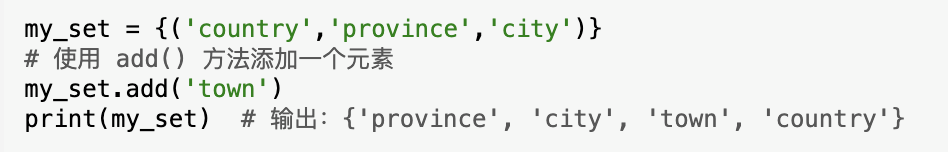 my_set = {('country','province','city')}
# 使用 add() 方法添加一个元素
my_set.add('town')
print(my_set)  # 输出：{'province', 'city', 'town', 'country'}